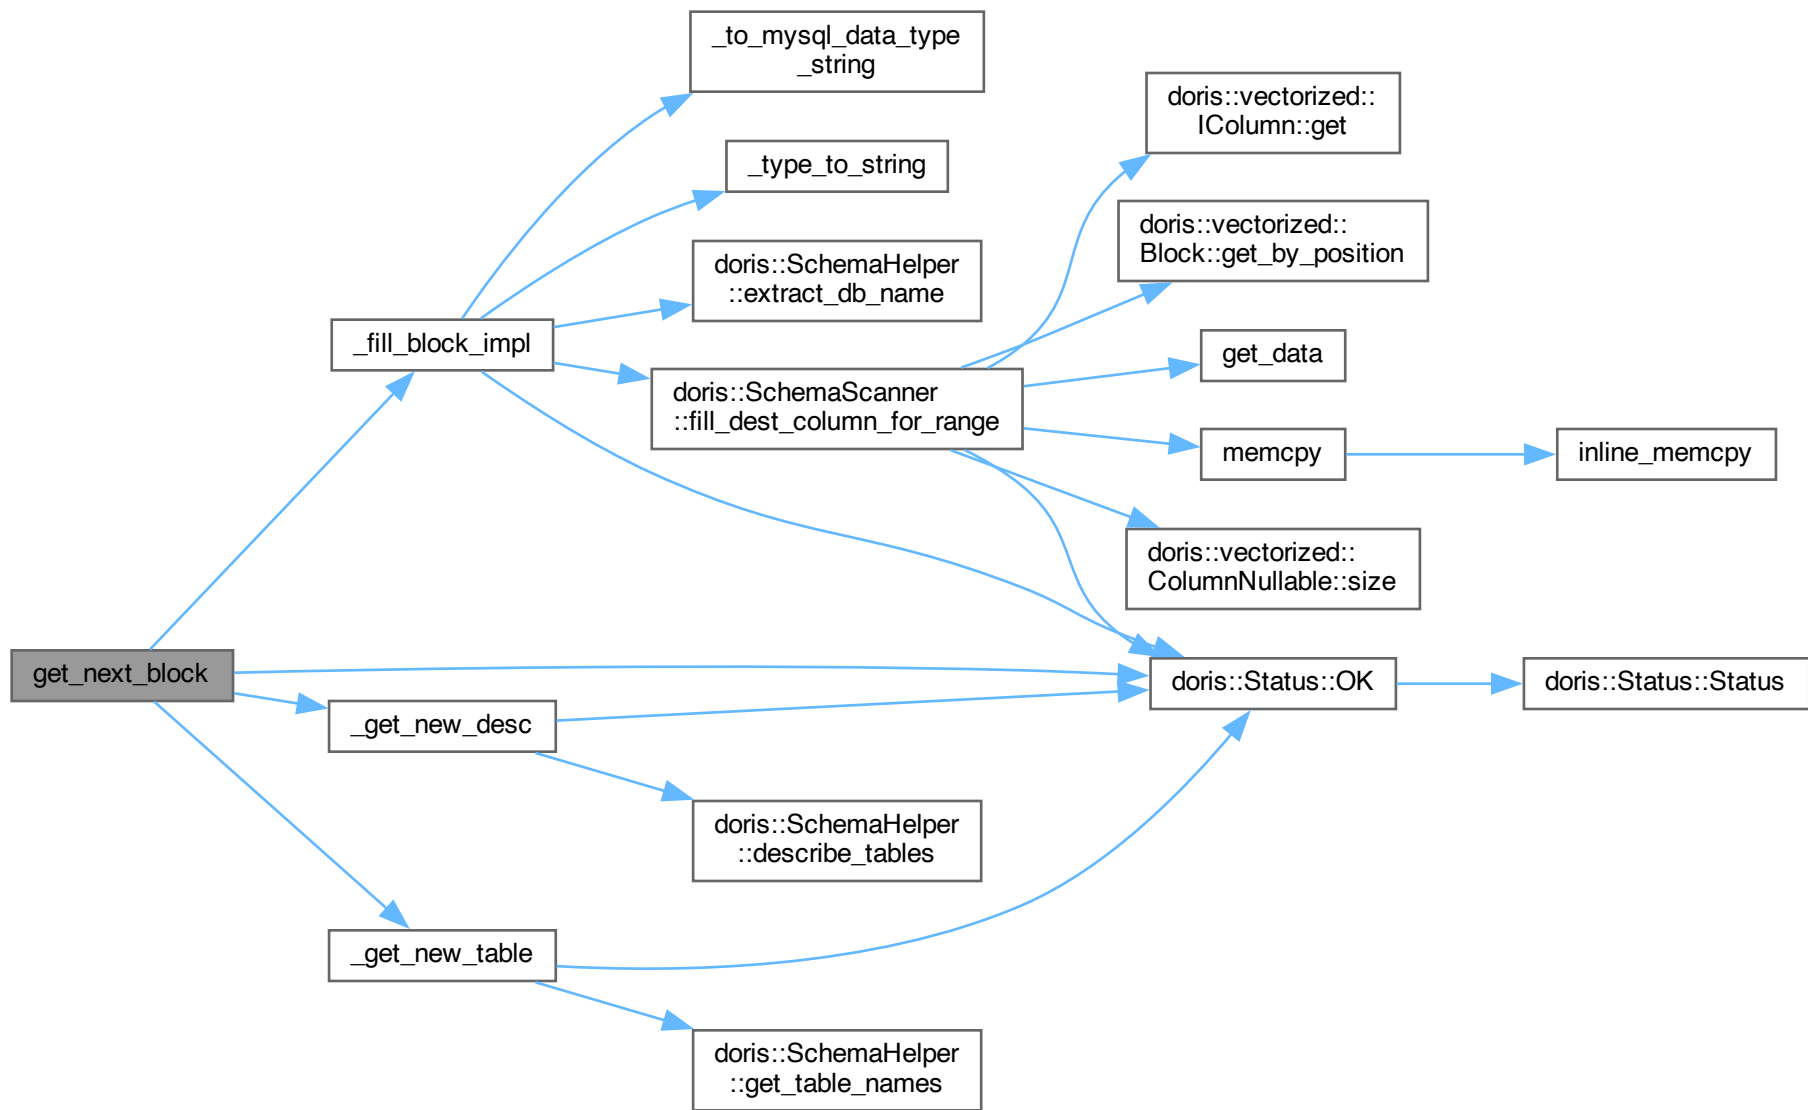 _to_mysql_data_type
_string
_type_to_string
doris::SchemaHelper
::extract_db_name
_fill_block_impl
doris::SchemaScanner
::fill_dest_column_for_range
doris::vectorized::
IColumn::get
doris::vectorized::
Block::get_by_position
get_data
memcpy
inline_memcpy
doris::vectorized::
ColumnNullable::size
get_next_block
doris::Status::OK
doris::Status::Status
_get_new_desc
doris::SchemaHelper
::describe_tables
_get_new_table
doris::SchemaHelper
::get_table_names